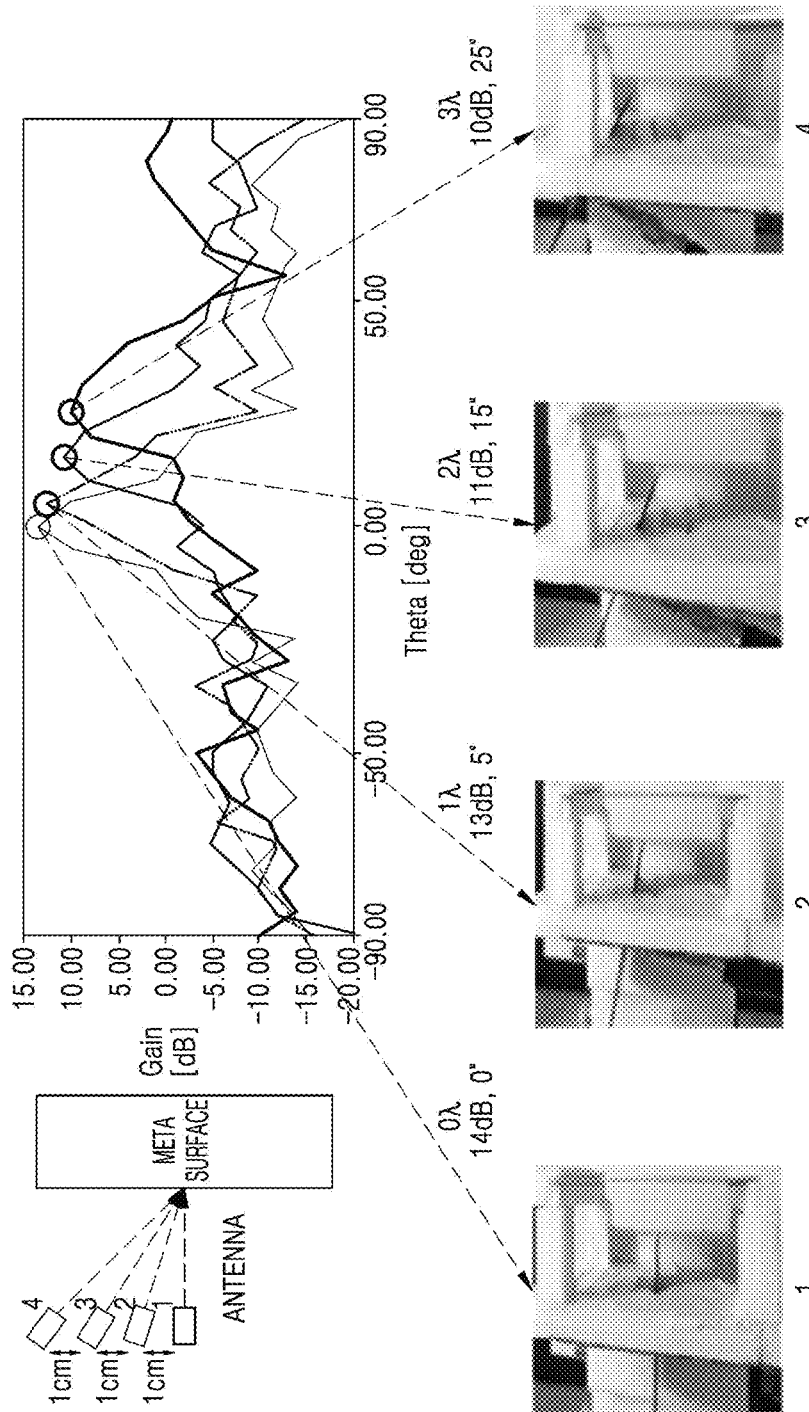 4
3
2
1
1cm
1cm
1cm
ANTENNA
META
SURFACE
Gain
[dB]
15.00
10.00
5.00
0.00
-5.00
-10.00
-15.00
-20.00
-90.00
-50.00
0.00
50.00
90.00
Theta [deg]
0λ
14dB, 0°
1λ
13dB, 5°
2λ
11dB, 15°
3λ
10dB, 25°
1
2
3
4